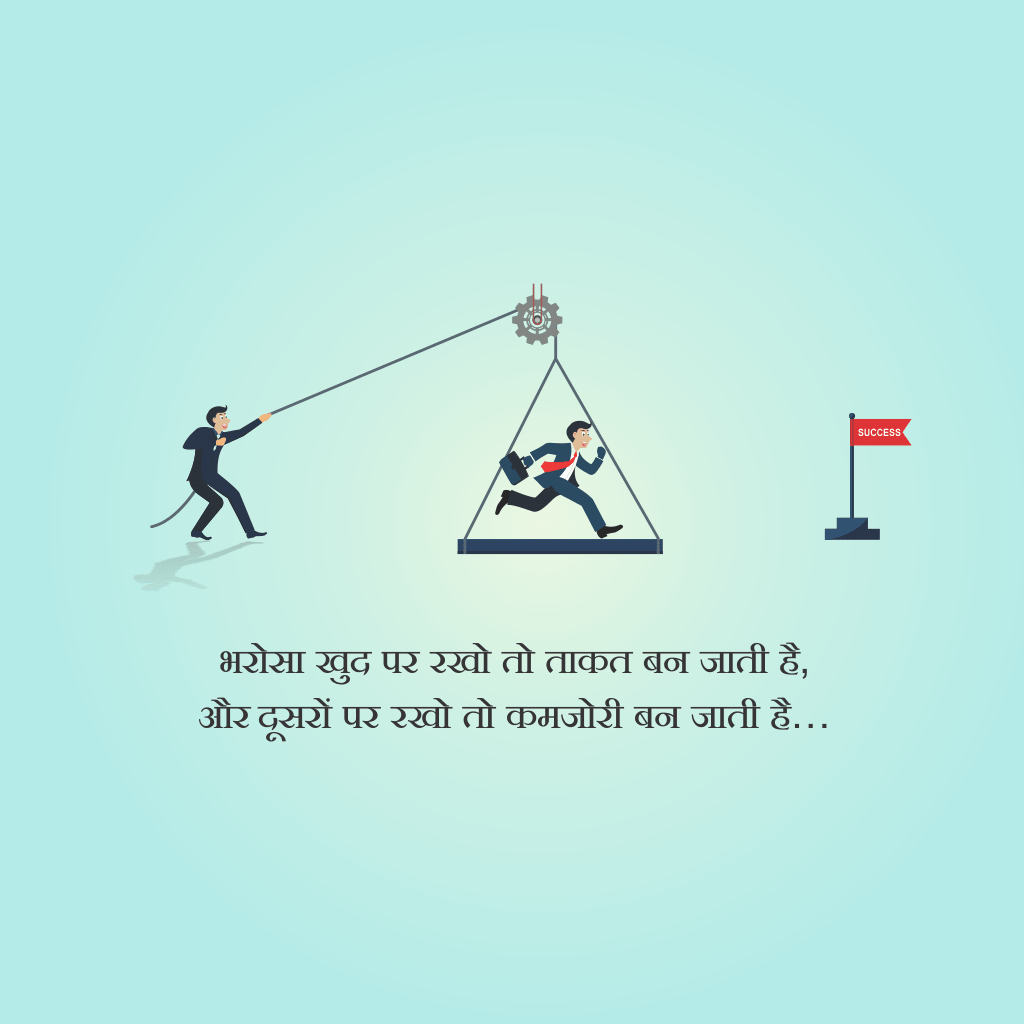 SUCCESS
भरोसा खुद पर रखो तो ताकत बन जाती है,
और दूसरों पर रखो तो कमजोरी बन जाती है...